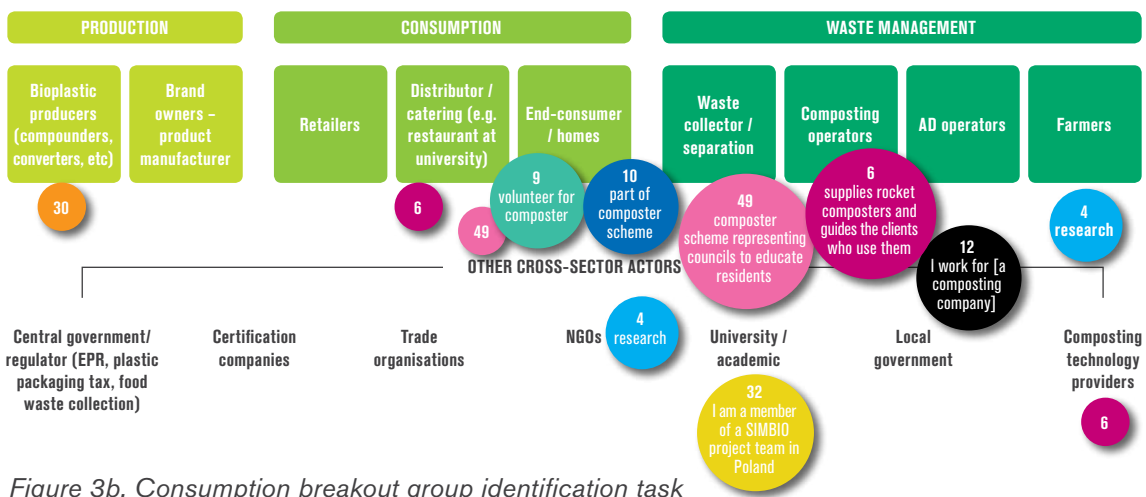 PRODUCTION
CONSUMPTION
WASTE MANAGEMENT
Bioplastic
producers
(compounders,
converters, etc)
Brand
owners –
product
manufacturer
Retailers
Distributor /
catering (e.g.
restaurant at
university)
End-consumer
/ homes
Waste
collector /
separation
Composting
operators
AD operators
Farmers
30
6
49
9
volunteer for
composter
10
part of
composter
scheme
49
composter
scheme representing
councils to educate
residents
6
supplies rocket
composters and
guides the clients
who use them
12
I work for [a
composting
company]
4
research
OTHER CROSS-SECTOR ACTORS
Central government/
regulator (EPR, plastic
packaging tax, food
waste collection)
Certification
companies
Trade
organisations
NGOs
4
research
University /
academic
32
I am a member
of a SIMBIO
project team in
Poland
Local
government
Composting
technology
providers
6
Figure 3b. Consumption breakout group identification task